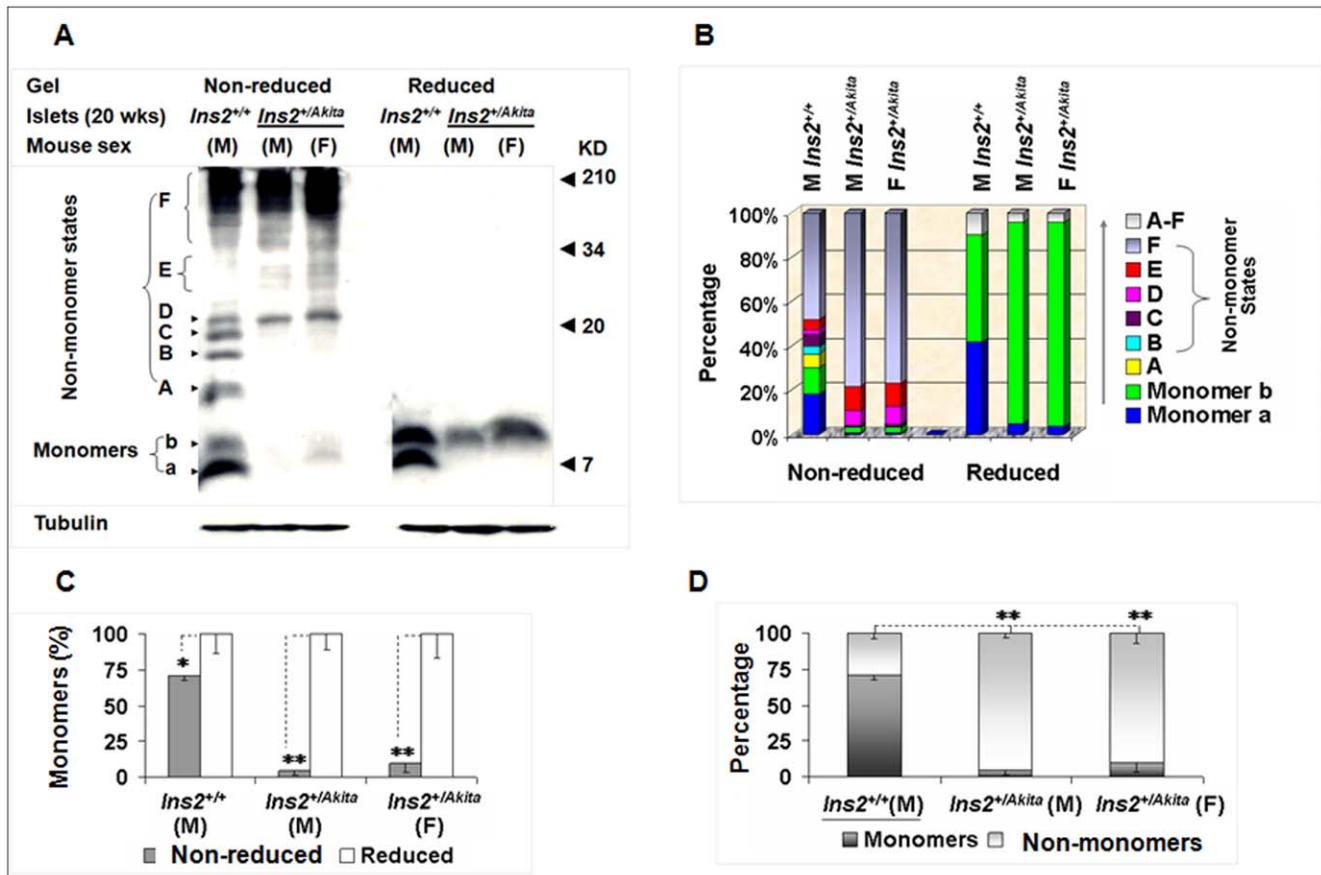 A
Gel Non-reduced Reduced
Islets (20 wks) Ins2+/+ Ins2+/Akita Ins2+/+ Ins2+/Akita
Mouse sex (M) (M) (F) (M) (M) (F) KD
Non-monomer states
F
E
D
C
B
A
Monomers
b
a
210
34
20
7
Tubulin
B
M Ins2+/+
M Ins2+/Akita
F Ins2+/Akita
M Ins2+/+
M Ins2+/Akita
F Ins2+/Akita
Percentage
100%
80%
60%
40%
20%
0%
Non-reduced Reduced
A-F
F
E
D
C
B
A
Monomer b
Monomer a
Non-monomer
States
C
Monomers (%)
100
75
50
25
0
*
**
**
Ins2+/+ Ins2+/Akita Ins2+/Akita
(M) (M) (F)
Non-reduced Reduced
D
Percentage
100
75
50
25
0
** **
Ins2+/+(M) Ins2+/Akita (M) Ins2+/Akita (F)
Monomers Non-monomers